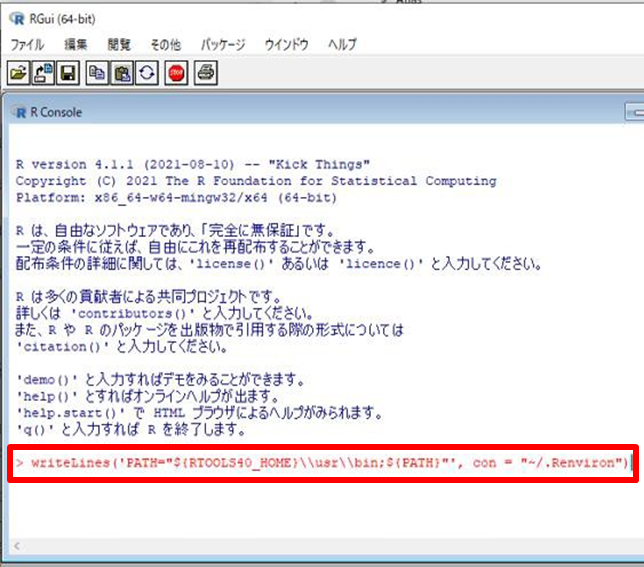 RGui (64-bit)
ファイル 編集 閲覧 その他 パッケージ ウインドウ ヘルプ
STOP
R Console
R version 4.1.1 (2021-08-10) -- "Kick Things"
Copyright (C) 2021 The R Foundation for Statistical Computing
Platform: x86_64-w64-mingw32/x64 (64-bit)
R は、自由なソフトウェアであり、「完全に無保証」です。
一定の条件に従えば、自由にこれを再配布することができます。
配布条件の詳細に関しては、'license()' あるいは 'licence()' と入力してください。
R は多くの貢献者による共同プロジェクトです。
詳しくは 'contributors()' と入力してください。
また、R や R のパッケージを出版物で引用する際の形式については
'citation()' と入力してください。
'demo()' と入力すればデモをみることができます。
'help()' とすればオンラインヘルプが出ます。
'help.start()' で HTML ブラウザによるヘルプがみられます。
'q()' と入力すれば R を終了します。
> writeLines('PATH="${RTOOLS40_HOME}\\usr\\bin;${PATH}"', con = "~/.Renviron")